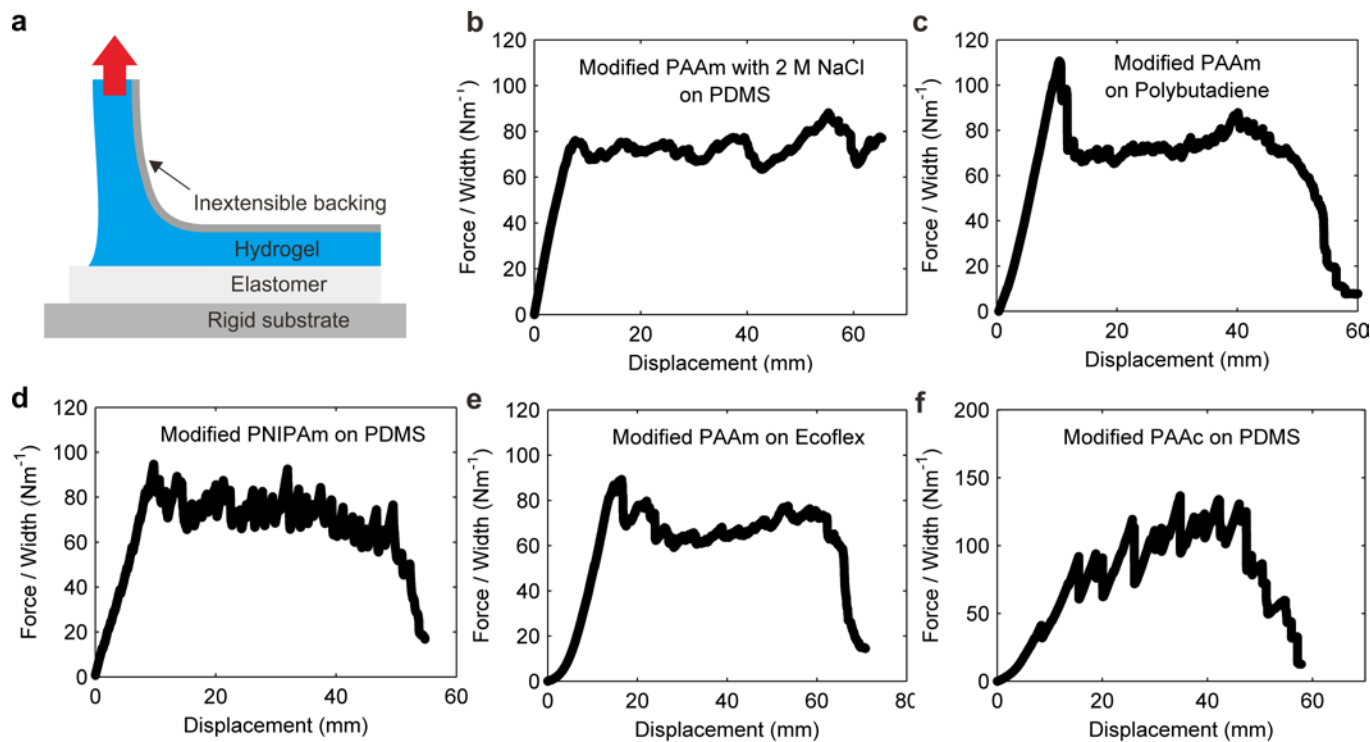 a
Inextensible backing
Hydrogel
Elastomer
Rigid substrate
b
Modified PAAm with 2 M NaCl
on PDMS
Force / Width (Nm⁻¹)
120
100
80
60
40
20
0
0 20 40 60
Displacement (mm)
c
Modified PAAm
on Polybutadiene
Force / Width (Nm⁻¹)
120
100
80
60
40
20
0
0 20 40 60
Displacement (mm)
d
Modified PNIPAm on PDMS
Force / Width (Nm⁻¹)
120
100
80
60
40
20
0
0 20 40 60
Displacement (mm)
e
Modified PAAm on Ecoflex
Force / Width (Nm⁻¹)
120
100
80
60
40
20
0
0 20 40 60 80
Displacement (mm)
f
Modified PAAc on PDMS
Force / Width (Nm⁻¹)
200
150
100
50
0
0 20 40 60
Displacement (mm)